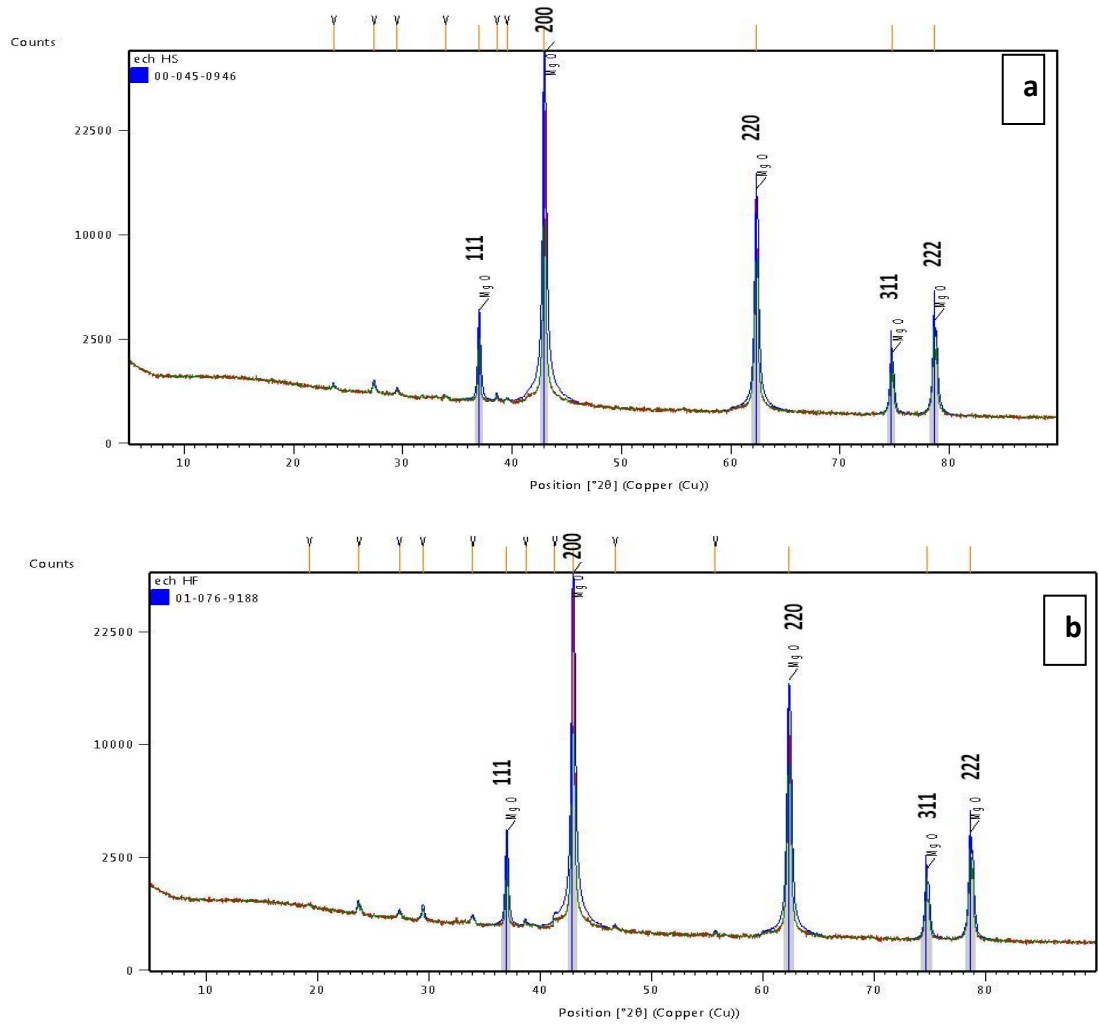 V V V V V V
200
Counts
ech HS
00-045-0946
a
Mg O
22500
220
Mg O
10000
111
222
Mg O
311
Mg O
Mg O
2500
0
10 20 30 40 50 60 70 80
Position [°2θ] (Copper (Cu))
V V V V V V V V V
200
Counts
ech HF
01-076-9188
Mg O
b
22500
220
Mg O
10000
111
222
311
Mg O
Mg O
Mg O
2500
0
10 20 30 40 50 60 70 80
Position [°2θ] (Copper (Cu))